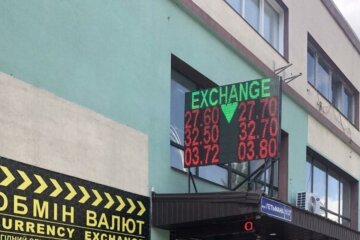 EXCHANGE
27.60 27.70
32.50 32.70
03.72 03.80
ОБМІН ВАЛЮТ
CURRENCY EXCHANGE